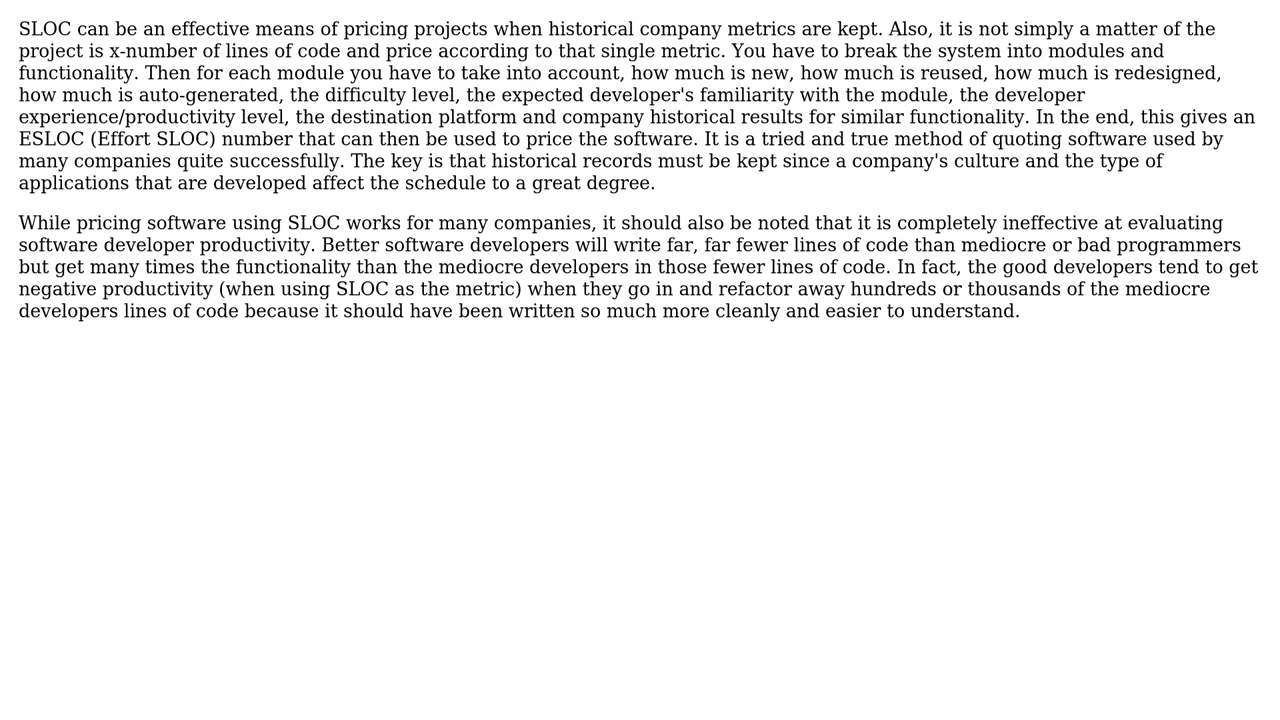 SLOC can be an effective means of pricing projects when historical company metrics are kept. Also, it is not simply a matter of the
project is x-number of lines of code and price according to that single metric. You have to break the system into modules and
functionality. Then for each module you have to take into account, how much is new, how much is reused, how much is redesigned,
how much is auto-generated, the difficulty level, the expected developer's familiarity with the module, the developer
experience/productivity level, the destination platform and company historical results for similar functionality. In the end, this gives an
ESLOC (Effort SLOC) number that can then be used to price the software. It is a tried and true method of quoting software used by
many companies quite successfully. The key is that historical records must be kept since a company's culture and the type of
applications that are developed affect the schedule to a great degree.
While pricing software using SLOC works for many companies, it should also be noted that it is completely ineffective at evaluating
software developer productivity. Better software developers will write far, far fewer lines of code than mediocre or bad programmers
but get many times the functionality than the mediocre developers in those fewer lines of code. In fact, the good developers tend to get
negative productivity (when using SLOC as the metric) when they go in and refactor away hundreds or thousands of the mediocre
developers lines of code because it should have been written so much more cleanly and easier to understand.